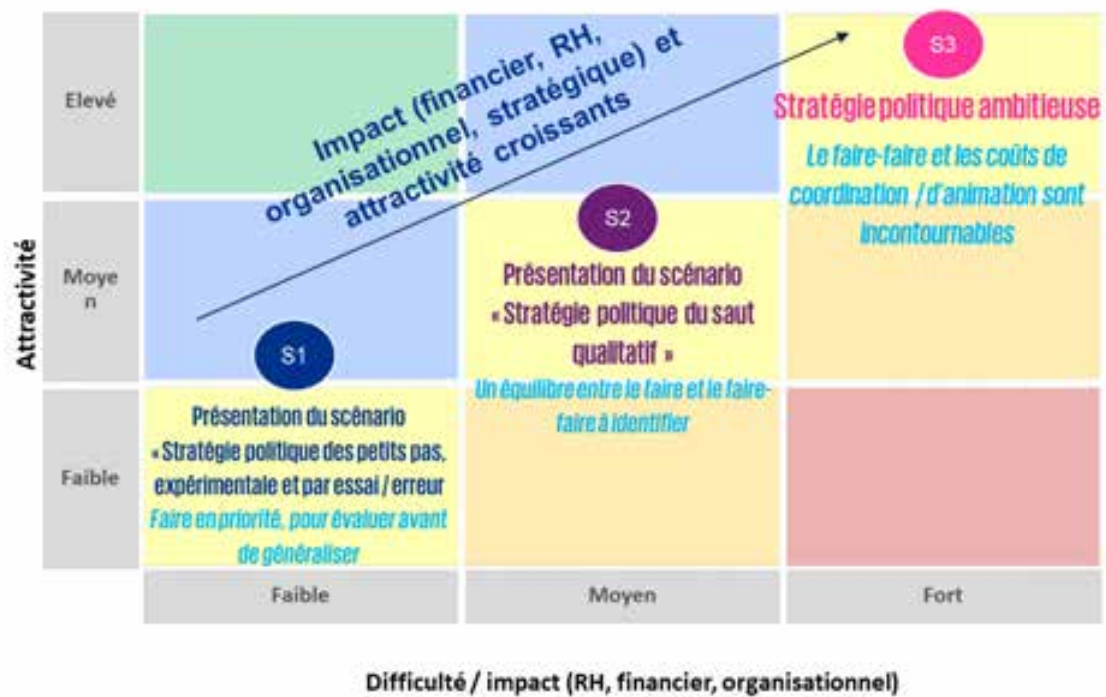 Attractivité
Elevé
Moye
n
Faible
Impact (financier, RH,
organisationnel, stratégique) et
attractivité croissants
S3
Stratégie politique ambitieuse
Le faire-faire et les coûts de
coordination / d'animation sont
incontournables
S2
Présentation du scénario
« Stratégie politique du saut
qualitatif »
Un équilibre entre le faire et le faire-
faire à identifier
S1
Présentation du scénario
« Stratégie politique des petits pas,
expérimentale et par essai / erreur
Faire en priorité, pour évaluer avant
de généraliser
Faible
Moyen
Fort
Difficulté / impact (RH, financier, organisationnel)